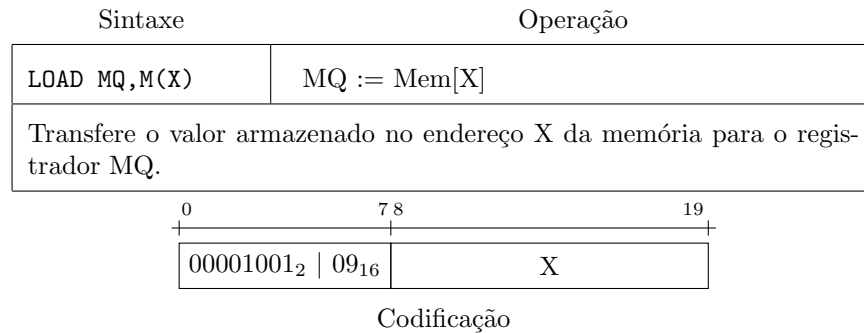 Sintaxe Operação
LOAD MQ,M(X) MQ := Mem[X]
Transfere o valor armazenado no endereço X da memória para o regis-
trador MQ.
0 7 8 19
00001001₂ | 09₁₆ X
Codificação